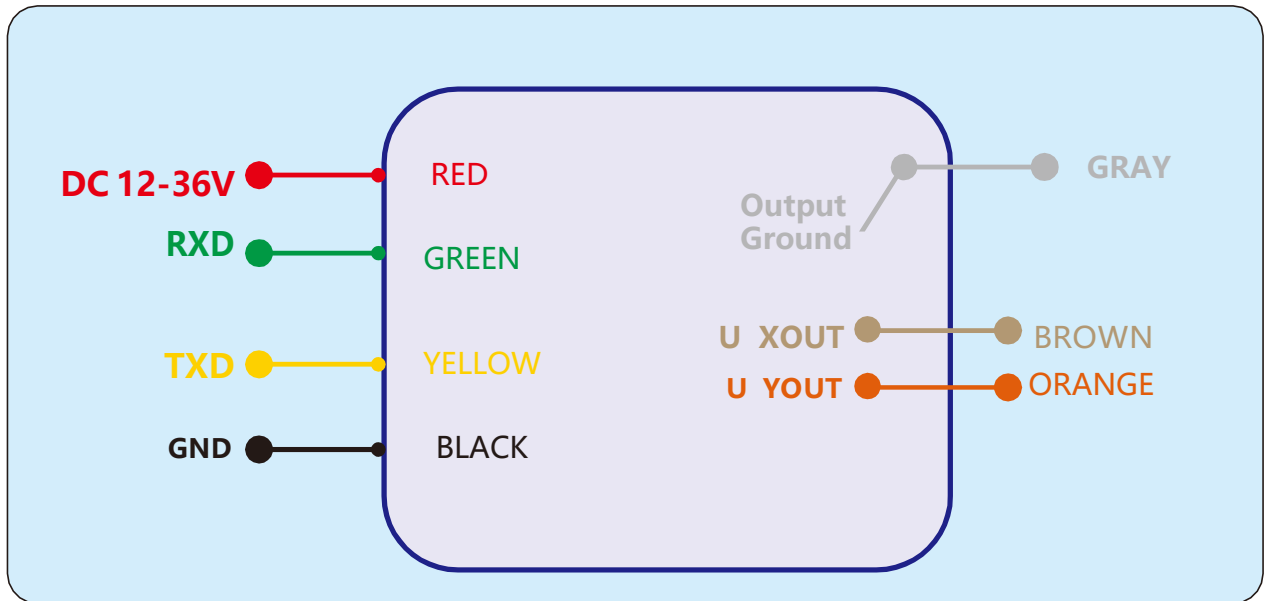 DC 12-36V
RED
RXD
GREEN
TXD
YELLOW
GND
BLACK
GRAY
Output
Ground
U XOUT
BROWN
U YOUT
ORANGE